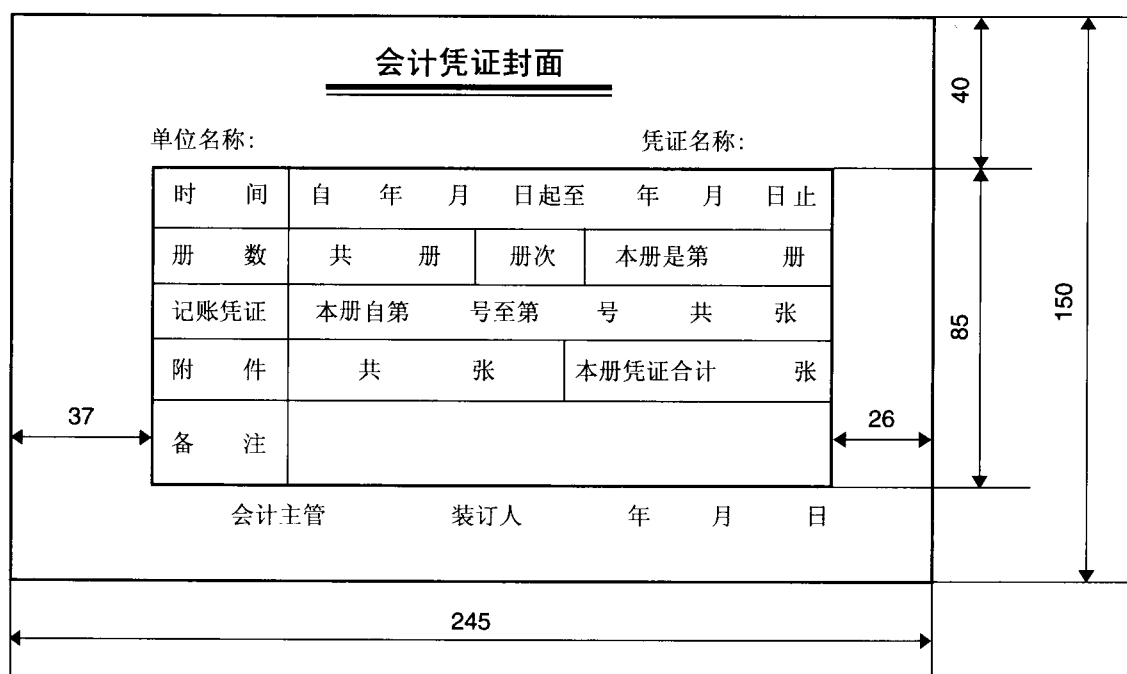 会计凭证封面
40
单位名称: 凭证名称:
时 间 自 年 月 日起至 年 月 日止
册 数 共 册 册次 本册是第 册
记账凭证 本册自第 号至第 号 共 张
85
150
附 件 共 张 本册凭证合计 张
37
26
备 注
会计主管 装订人 年 月 日
245